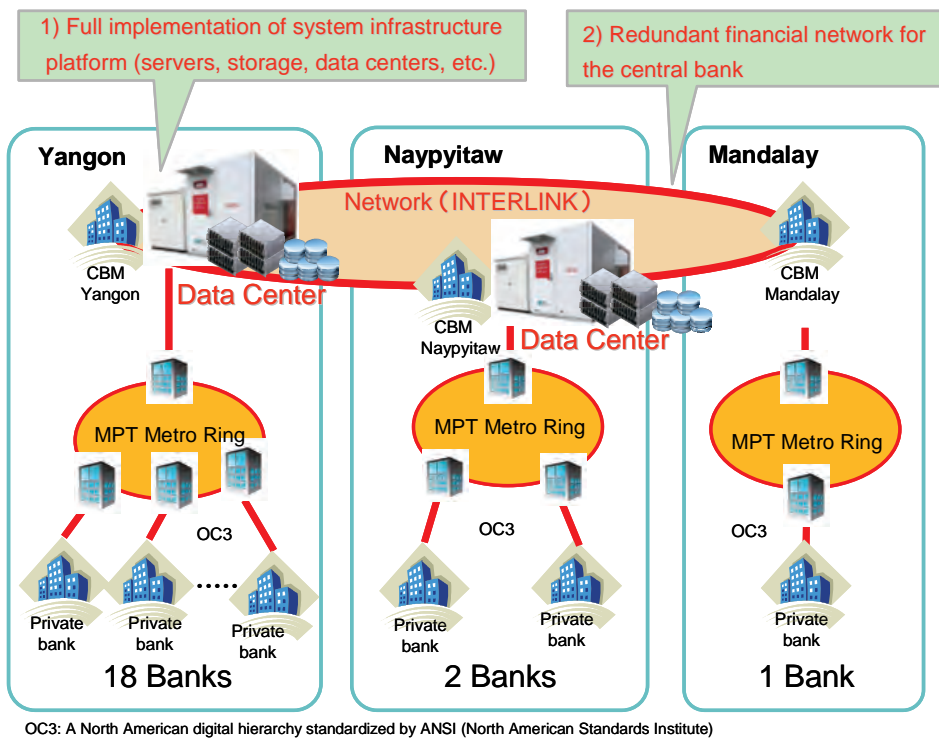 1) Full implementation of system infrastructure
platform (servers, storage, data centers, etc.)
2) Redundant financial network for
the central bank
Yangon
Naypyitaw
Mandalay
Network（INTERLINK）
CBM
Yangon
Data Center
CBM
Naypyitaw
Data Center
CBM
Mandalay
MPT Metro Ring
MPT Metro Ring
MPT Metro Ring
OC3
OC3
OC3
Private
bank
Private
bank
.....
Private
bank
Private
bank
Private
bank
Private
bank
18 Banks
2 Banks
1 Bank
OC3: A North American digital hierarchy standardized by ANSI (North American Standards Institute)